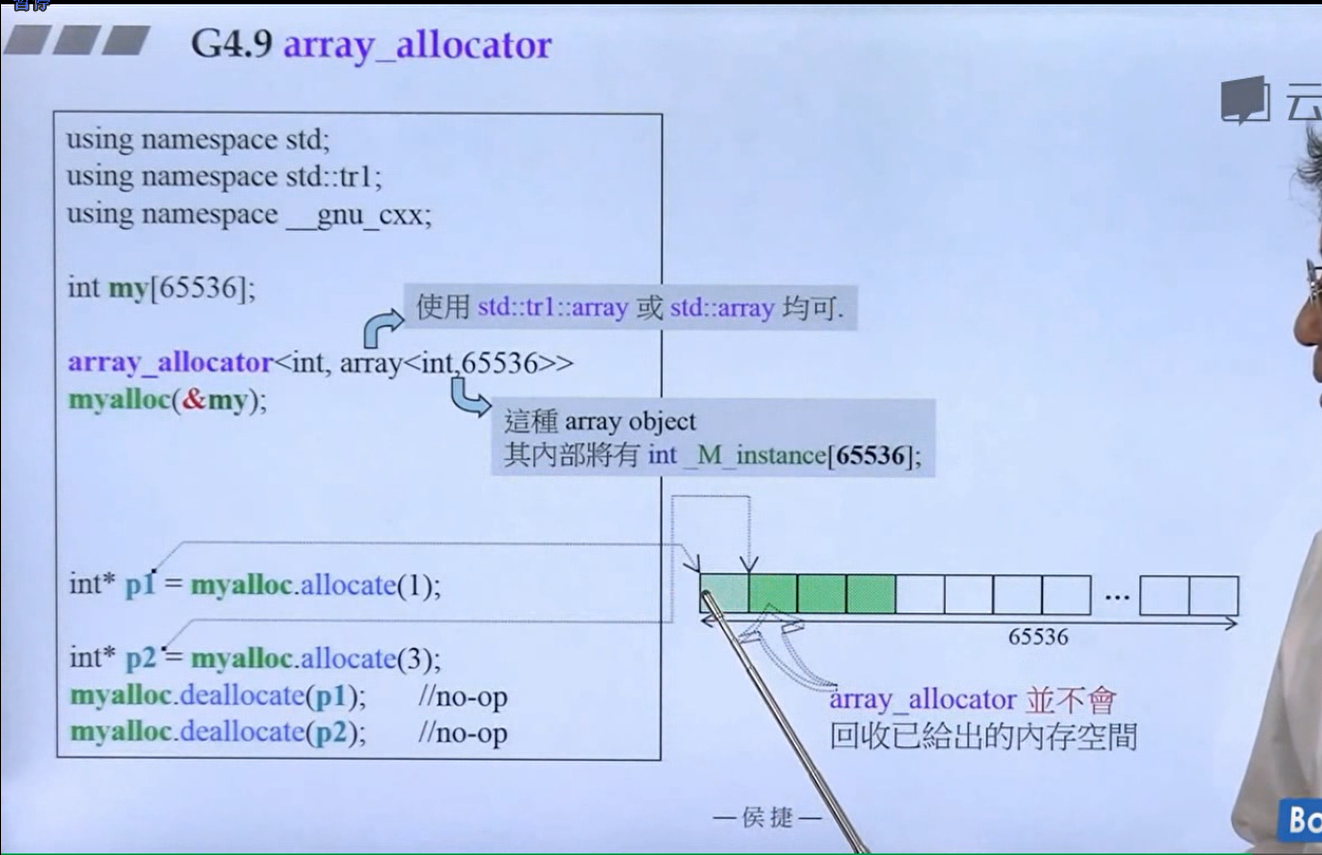 暂停
G4.9 array_allocator
云
using namespace std;
using namespace std::tr1;
using namespace __gnu_cxx;
int my[65536];
使用 std::tr1::array 或 std::array 均可.
array_allocator<int, array<int,65536>>
myalloc(&my);
這種 array object
其內部將有 int _M_instance[65536];
int* p1 = myalloc.allocate(1);
...
65536
int* p2 = myalloc.allocate(3);
myalloc.deallocate(p1); //no-op
myalloc.deallocate(p2); //no-op
array_allocator 並不會
回收已給出的內存空間
—侯捷—
Bo